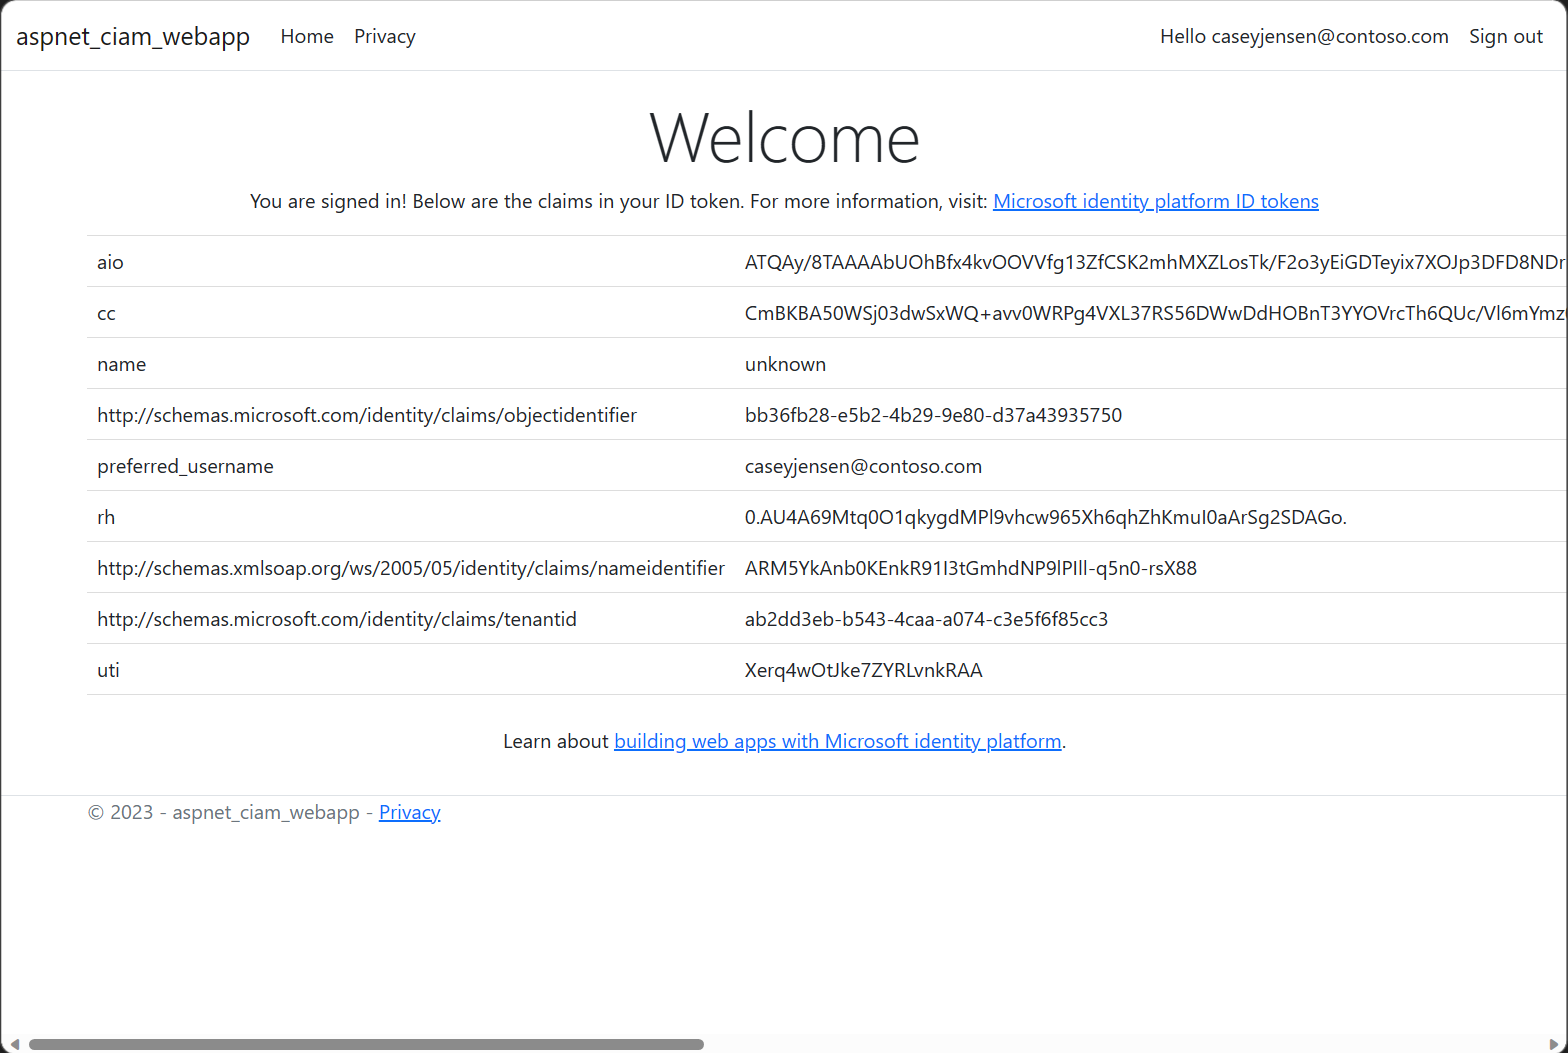 aspnet_ciam_webapp Home Privacy Hello caseyjensen@contoso.com Sign out
Welcome
You are signed in! Below are the claims in your ID token. For more information, visit: Microsoft identity platform ID tokens
aio ATQAy/8TAAAAbUOhBfx4kvOOVVfg13ZfCSK2mhMXZLosTk/F2o3yEiGDTeyix7XOJp3DFD8NDr
cc CmBKBA50WSj03dwSxWQ+avv0WRPg4VXL37RS56DWwDdHOBnT3YYOVrcTh6QUc/Vl6mYmz
name unknown
http://schemas.microsoft.com/identity/claims/objectidentifier bb36fb28-e5b2-4b29-9e80-d37a43935750
preferred_username caseyjensen@contoso.com
rh 0.AU4A69Mtq0O1qkygdMPl9vhcw965Xh6qhZhKmuI0aArSg2SDAGo.
http://schemas.xmlsoap.org/ws/2005/05/identity/claims/nameidentifier ARM5YkAnb0KEnkR91I3tGmhdNP9lPIll-q5n0-rsX88
http://schemas.microsoft.com/identity/claims/tenantid ab2dd3eb-b543-4caa-a074-c3e5f6f85cc3
uti Xerq4wOtJke7ZYRLvnkRAA
Learn about building web apps with Microsoft identity platform.
© 2023 - aspnet_ciam_webapp - Privacy